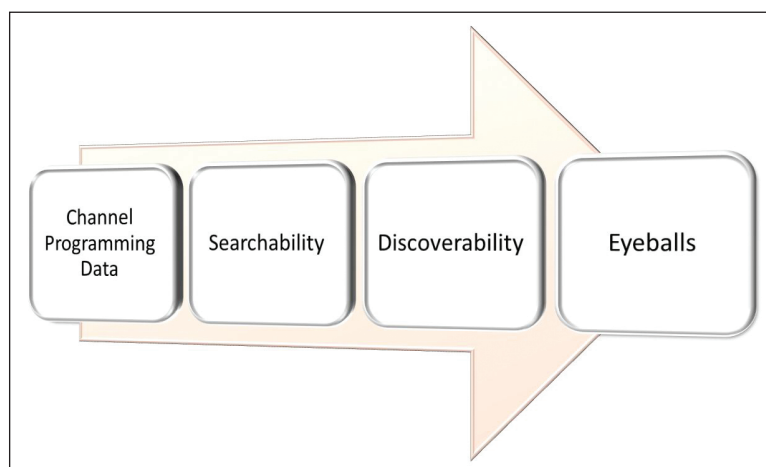 Channel
Programming
Data
Searchability
Discoverability
Eyeballs